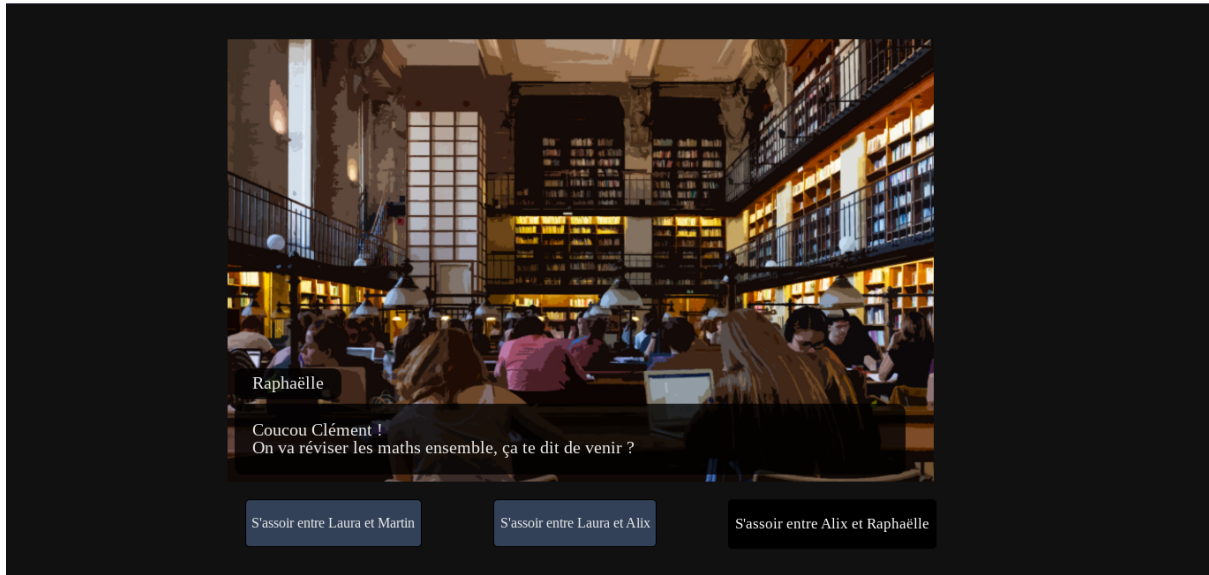 Raphaëlle
Coucou Clément !
On va réviser les maths ensemble, ça te dit de venir ?
S'assoir entre Laura et Martin
S'assoir entre Laura et Alix
S'assoir entre Alix et Raphaëlle